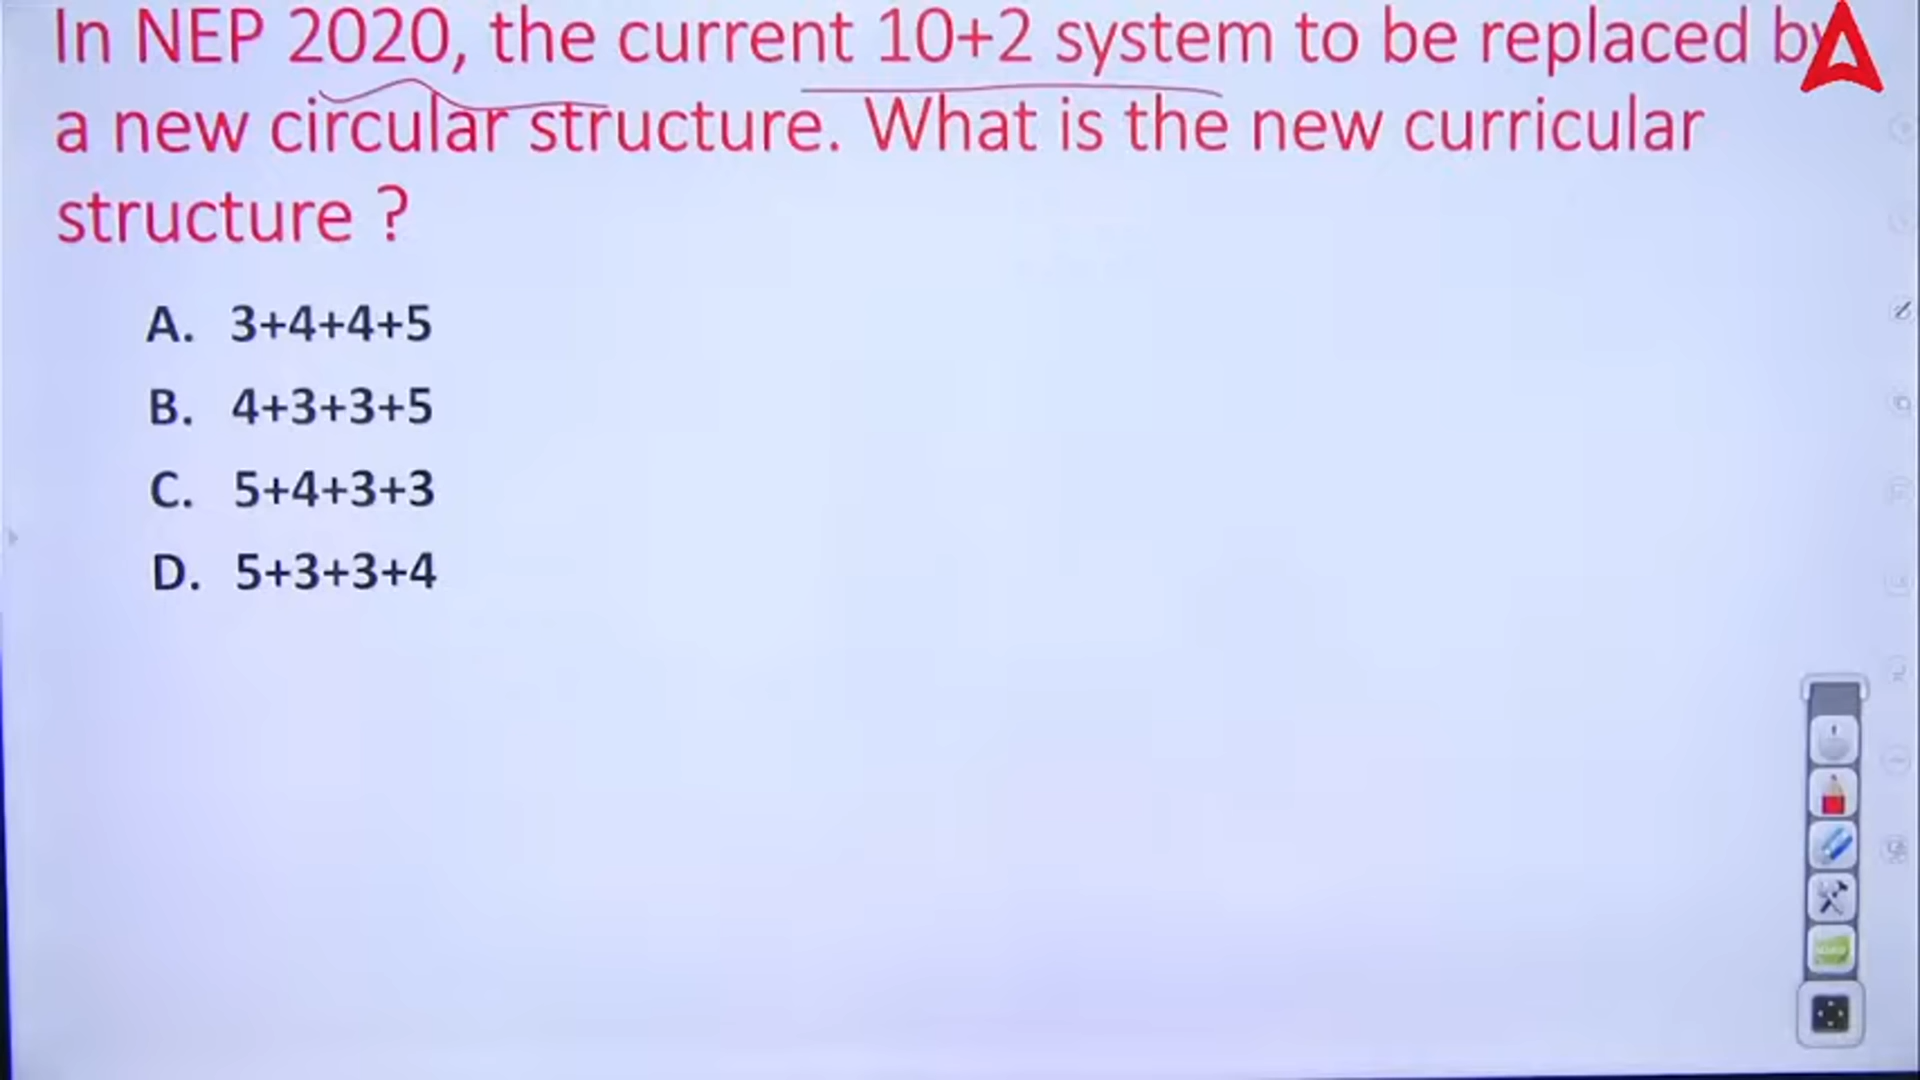 In NEP 2020, the current 10+2 system to be replaced by
a new circular structure. What is the new curricular
structure ?
A. 3+4+4+5
B. 4+3+3+5
C. 5+4+3+3
D. 5+3+3+4